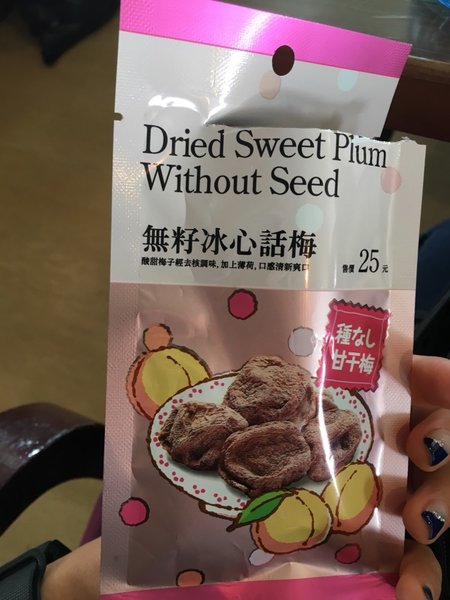 Dried Sweet Plum
Without Seed
無籽冰心話梅
酸甜梅子經去核調味，加上薄荷，口感清新爽口
售價 25 元
種なし
甘干梅